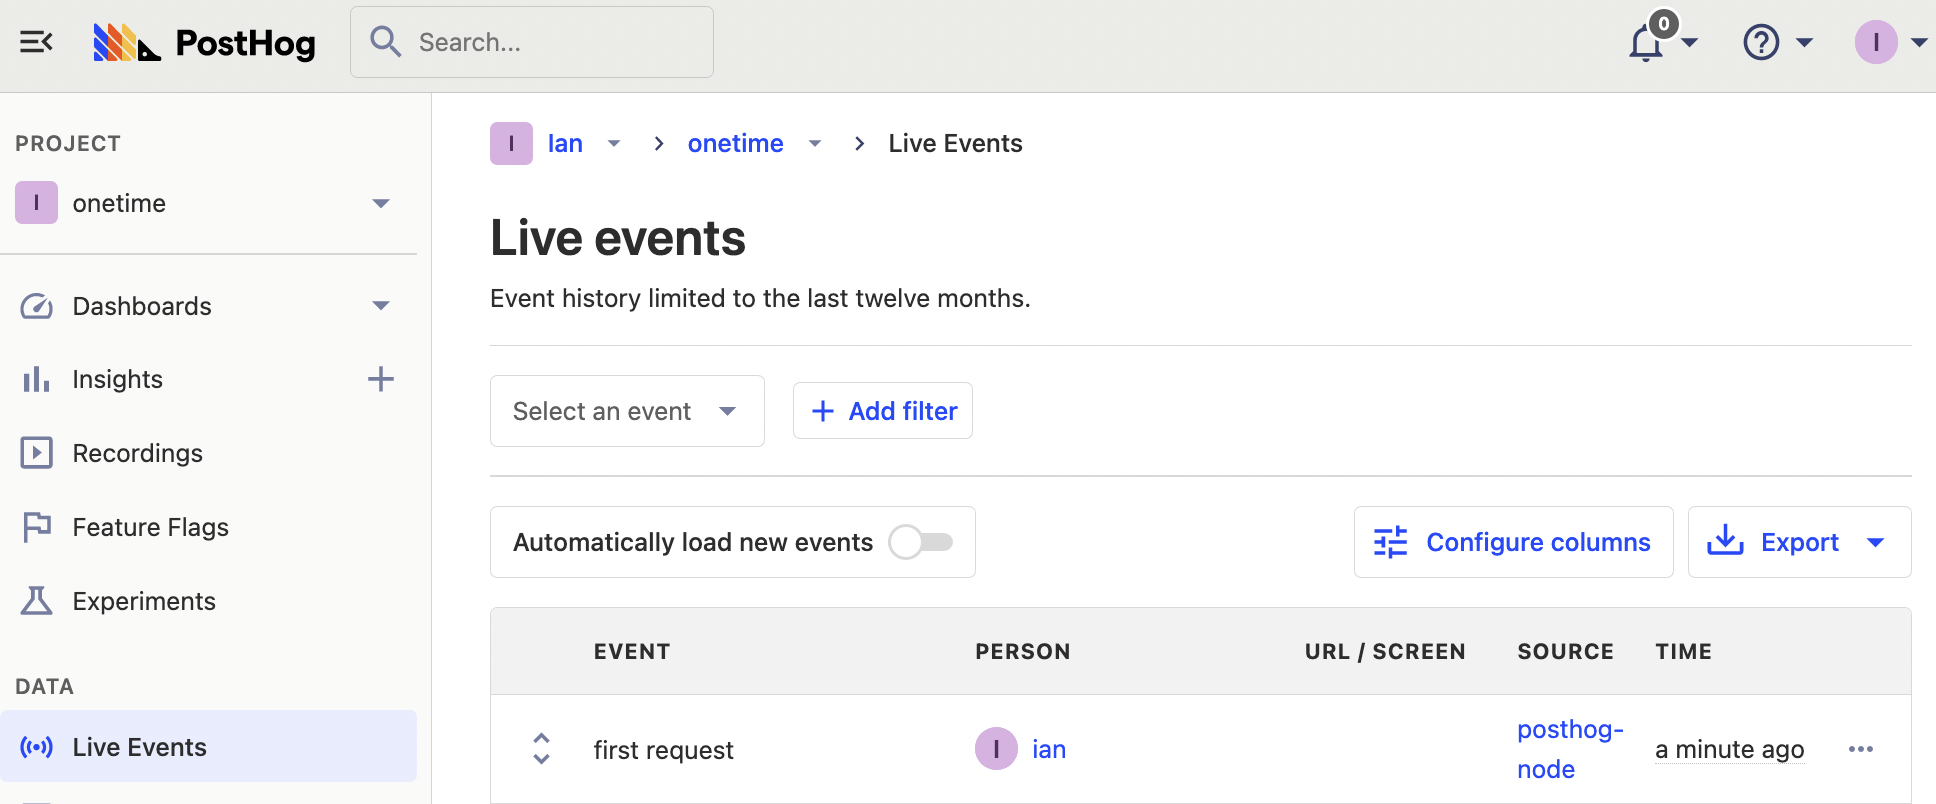 PostHog
Search...
0
I
PROJECT
I onetime
Dashboards
Insights
Recordings
Feature Flags
Experiments
DATA
Live Events
I Ian onetime Live Events
Live events
Event history limited to the last twelve months.
Select an event
Add filter
Automatically load new events
Configure columns
Export
EVENT PERSON URL / SCREEN SOURCE TIME
first request I ian posthog-
node a minute ago